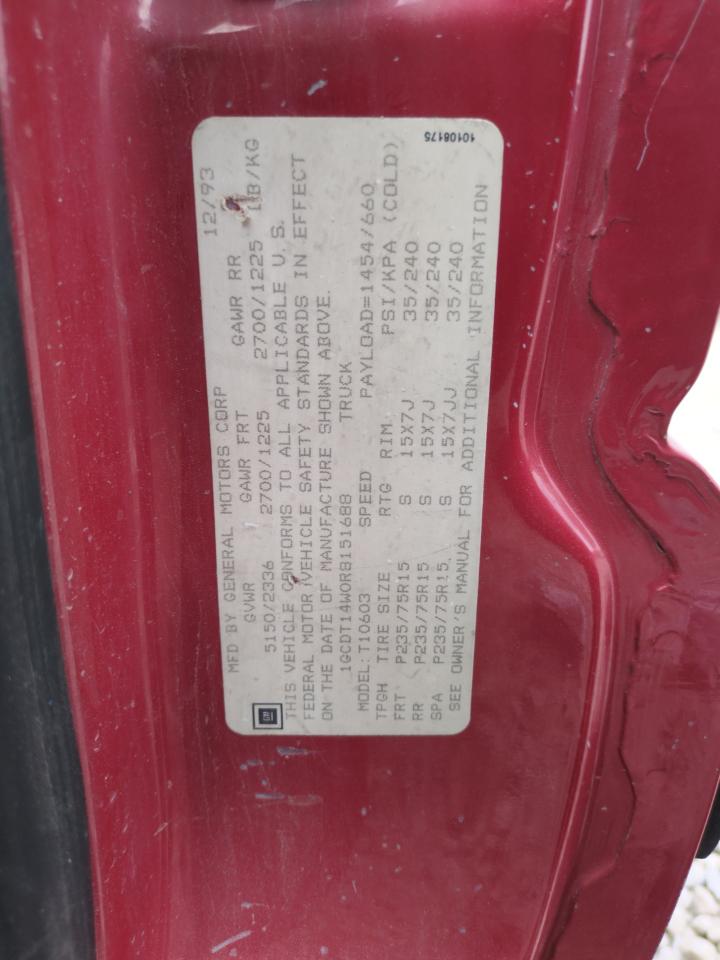 MFD BY GENERAL MOTORS CORP 12/93
GVWR GAWR FRT GAWR RR
5150/2336 2700/1225 2700/1225 LB/KG
THIS VEHICLE CONFORMS TO ALL APPLICABLE U.S.
FEDERAL MOTOR VEHICLE SAFETY STANDARDS IN EFFECT
ON THE DATE OF MANUFACTURE SHOWN ABOVE.
1GCDT14W0R8151688 TRUCK
MODEL: T10603 SPEED PAYLOAD=1454/660
TPGH TIRE SIZE RTG RIM PSI/KPA (COLD)
FRT P235/75R15 S 15X7J 35/240
RR P235/75R15 S 15X7J 35/240
SPA P235/75R15 S 15X7JJ 35/240
SEE OWNER'S MANUAL FOR ADDITIONAL INFORMATION
GM
10108175